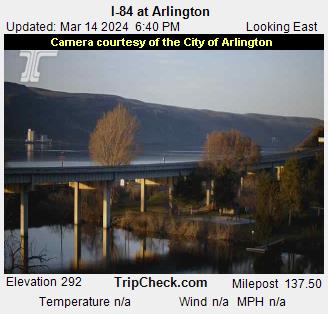 I-84 at Arlington
Updated: Mar 14 2024 6:40 PM Looking East
Camera courtesy of the City of Arlington
Elevation 292 TripCheck.com Milepost 137.50
Temperature n/a Wind n/a MPH n/a